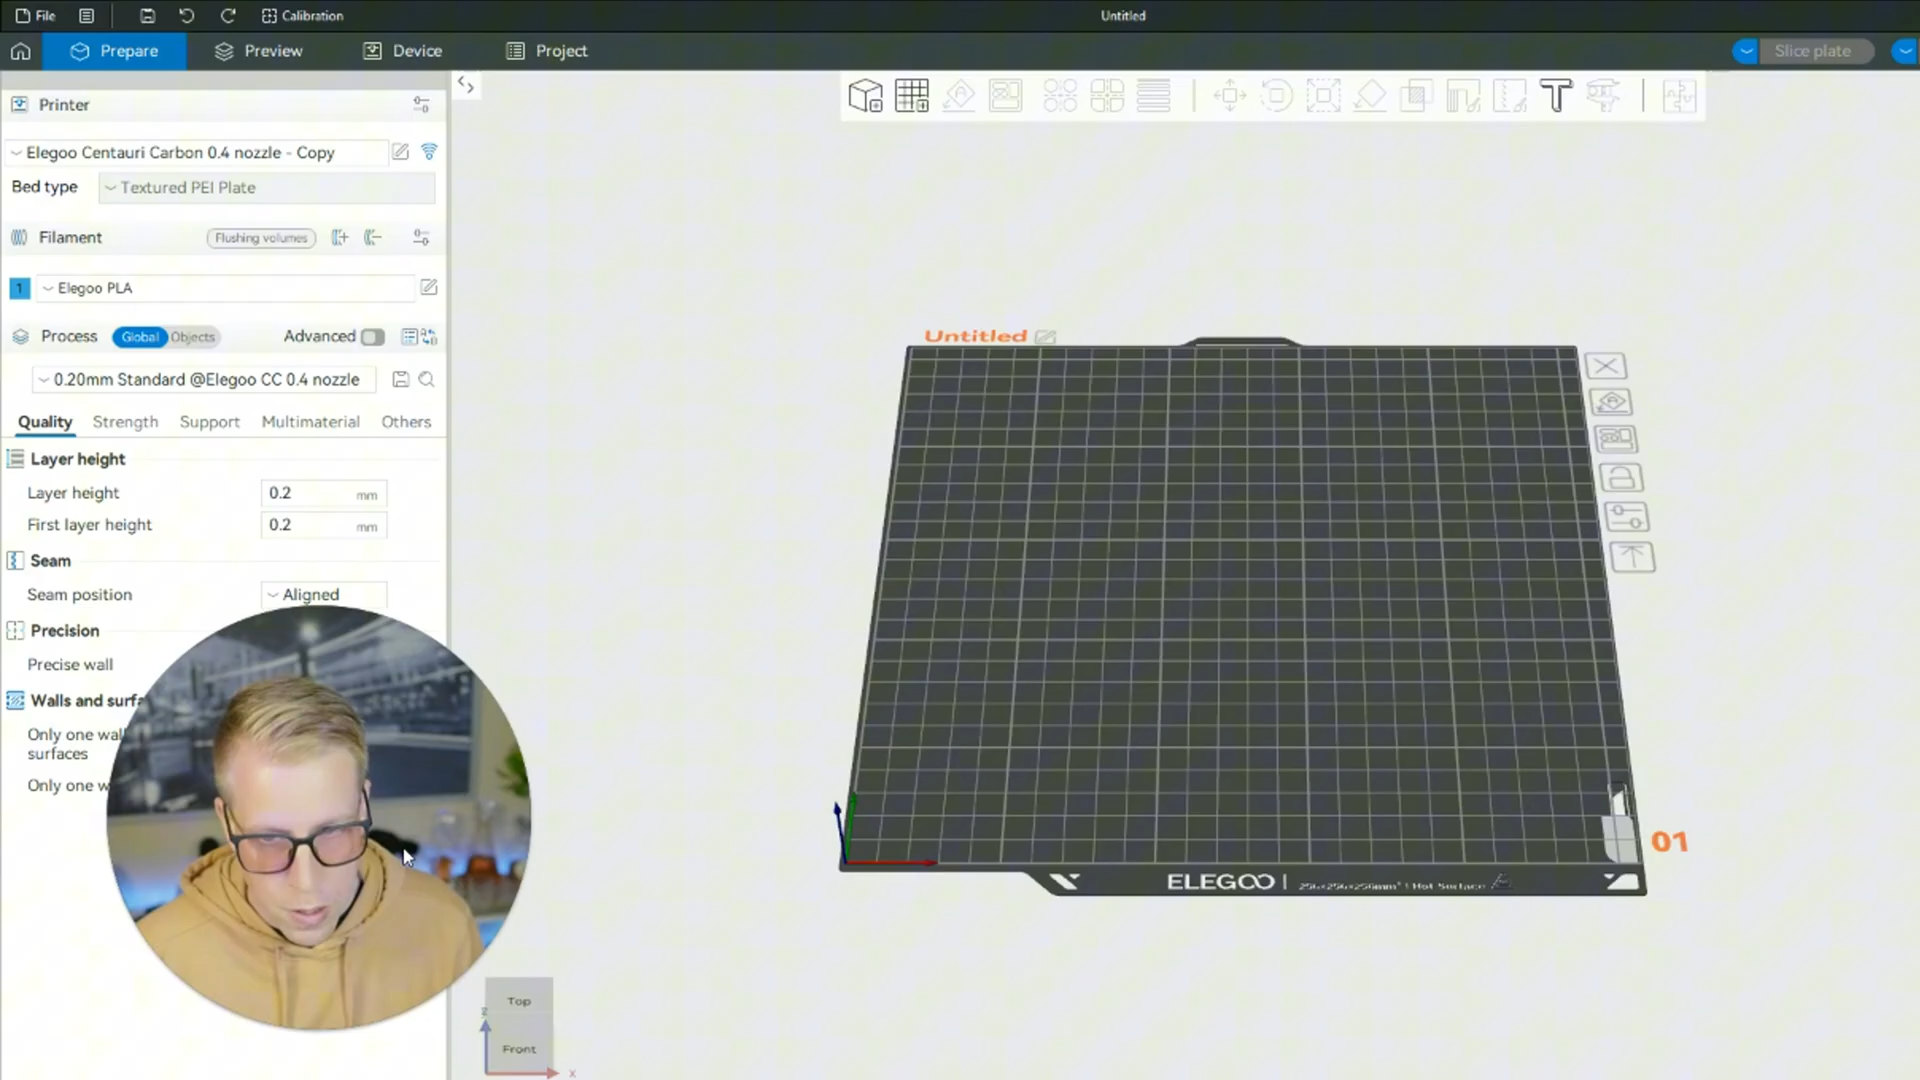 File
Calibration
Untitled
Prepare
Preview
Device
Project
Slice plate
Printer
Elegoo Centauri Carbon 0.4 nozzle - Copy
Bed type
Textured PEI Plate
Filament
Flushing volumes
1
Elegoo PLA
Process
Global
Objects
Advanced
0.20mm Standard @Elegoo CC 0.4 nozzle
Quality
Strength
Support
Multimaterial
Others
Layer height
Layer height
0.2
mm
First layer height
0.2
mm
Seam
Seam position
Aligned
Precision
Precise wall
Walls and surfa
Only one wal
surfaces
Only one w
Untitled
01
ELEGOO | 256x256x256mm³ | Hot Surface
Top
Front
z
x